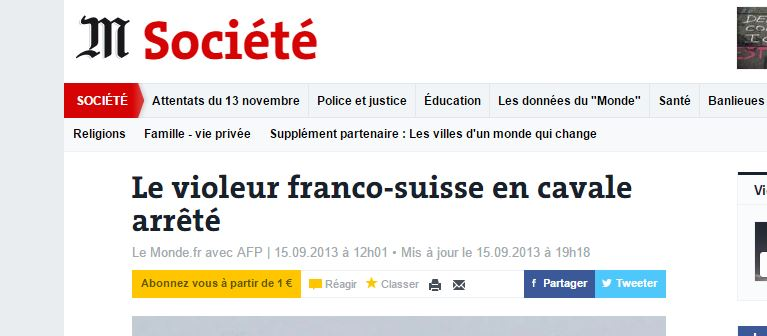 M Société
SOCIÉTÉ Attentats du 13 novembre Police et justice Éducation Les données du "Monde" Santé Banlieues
Religions Famille - vie privée Supplément partenaire : Les villes d'un monde qui change
Le violeur franco-suisse en cavale
arrêté
Le Monde.fr avec AFP | 15.09.2013 à 12h01 • Mis à jour le 15.09.2013 à 19h18
Abonnez vous à partir de 1 € Réagir Classer f Partager Tweeter
Vi